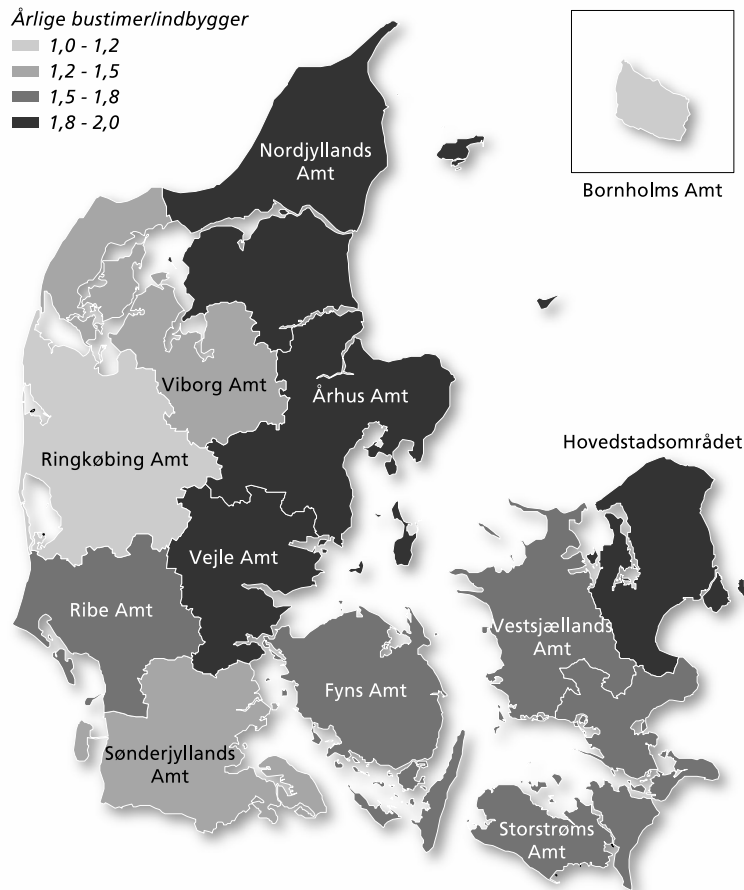 Årlige bustimer/indbygger
1,0 - 1,2
1,2 - 1,5
1,5 - 1,8
1,8 - 2,0
Nordjyllands
Amt
Bornholms Amt
Viborg Amt
Århus Amt
Hovedstadsområdet
Ringkøbing Amt
Vejle Amt
Ribe Amt
Vestsjællands
Amt
Fyns Amt
Sønderjyllands
Amt
Storstrøms
Amt